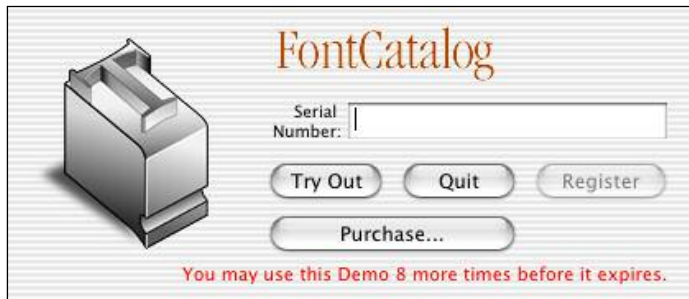 FontCatalog
Serial
Number:
Try Out Quit Register
Purchase...
You may use this Demo 8 more times before it expires.